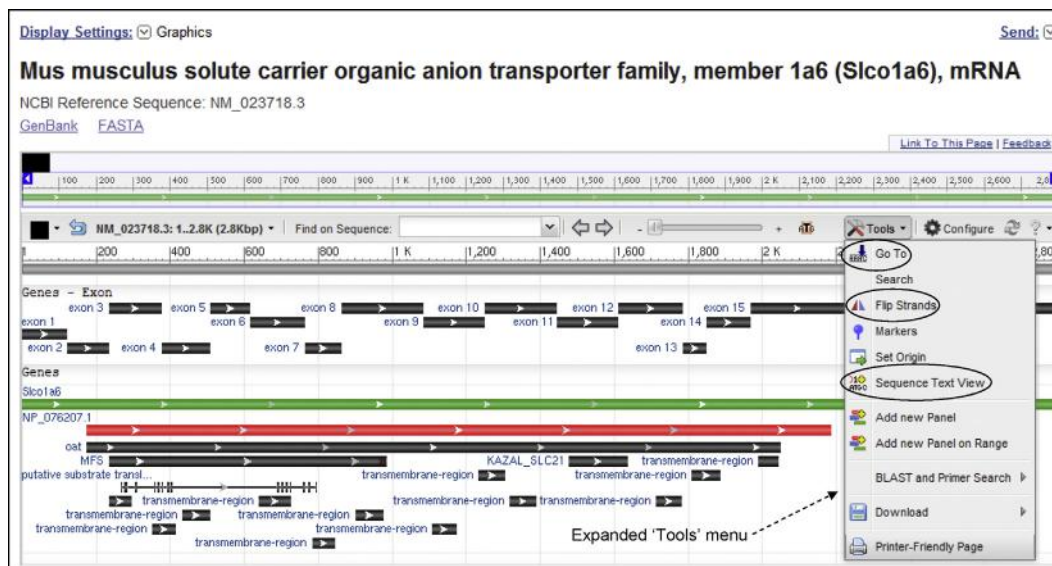 Display Settings: Graphics Send:
Mus musculus solute carrier organic anion transporter family, member 1a6 (Slco1a6), mRNA
NCBI Reference Sequence: NM_023718.3
GenBank FASTA
Link To This Page | Feedback
100 200 300 400 500 600 700 800 900 1 K 1,100 1,200 1,300 1,400 1,500 1,600 1,700 1,800 1,900 2 K 2,100 2,200 2,300 2,400 2,500 2,600
NM_023718.3: 1..2.8K (2.8Kbp) Find on Sequence: - + Tools Configure ?
1 200 400 600 800 1 K 1,200 1,400 1,600 1,800 2 K
Go To
Search
Flip Strands
Markers
Set Origin
Sequence Text View
Add new Panel
Add new Panel on Range
BLAST and Primer Search
Download
Printer-Friendly Page
Genes - Exon
exon 3 exon 5 exon 8 exon 10 exon 12 exon 15
exon 1 exon 6 exon 9 exon 11 exon 14
exon 2 exon 4 exon 7 exon 13
Genes
Slco1a6
NP_076207.1
oat
MFS KAZAL_SLC21 transmembrane-region
putative substrate transl... transmembrane-region transmembrane-region
transmembrane-region transmembrane-region transmembrane-region
transmembrane-region transmembrane-region
transmembrane-region transmembrane-region
transmembrane-region
Expanded 'Tools' menu